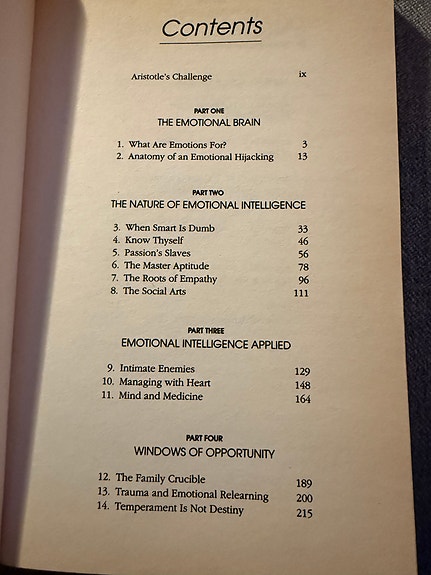 Contents
Aristotle's Challenge ix
PART ONE
THE EMOTIONAL BRAIN
1. What Are Emotions For? 3
2. Anatomy of an Emotional Hijacking 13
PART TWO
THE NATURE OF EMOTIONAL INTELLIGENCE
3. When Smart Is Dumb 33
4. Know Thyself 46
5. Passion's Slaves 56
6. The Master Aptitude 78
7. The Roots of Empathy 96
8. The Social Arts 111
PART THREE
EMOTIONAL INTELLIGENCE APPLIED
9. Intimate Enemies 129
10. Managing with Heart 148
11. Mind and Medicine 164
PART FOUR
WINDOWS OF OPPORTUNITY
12. The Family Crucible 189
13. Trauma and Emotional Relearning 200
14. Temperament Is Not Destiny 215